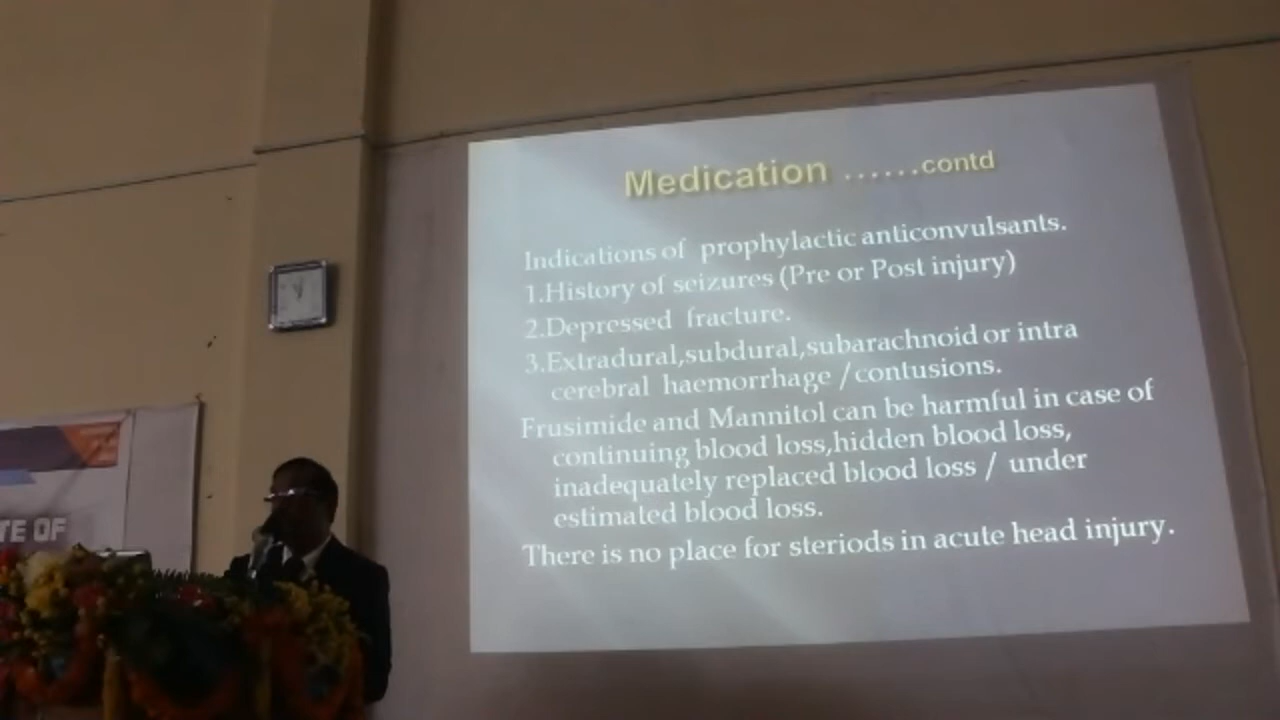 Medication ......contd
Indications of prophylactic anticonvulsants.
1.History of seizures (Pre or Post injury)
2.Depressed fracture.
3.Extradural,subdural,subarachnoid or intra
cerebral haemorrhage /contusions.
Frusimide and Mannitol can be harmful in case of
continuing blood loss,hidden blood loss,
inadequately replaced blood loss / under
estimated blood loss.
There is no place for steriods in acute head injury.
TE OF